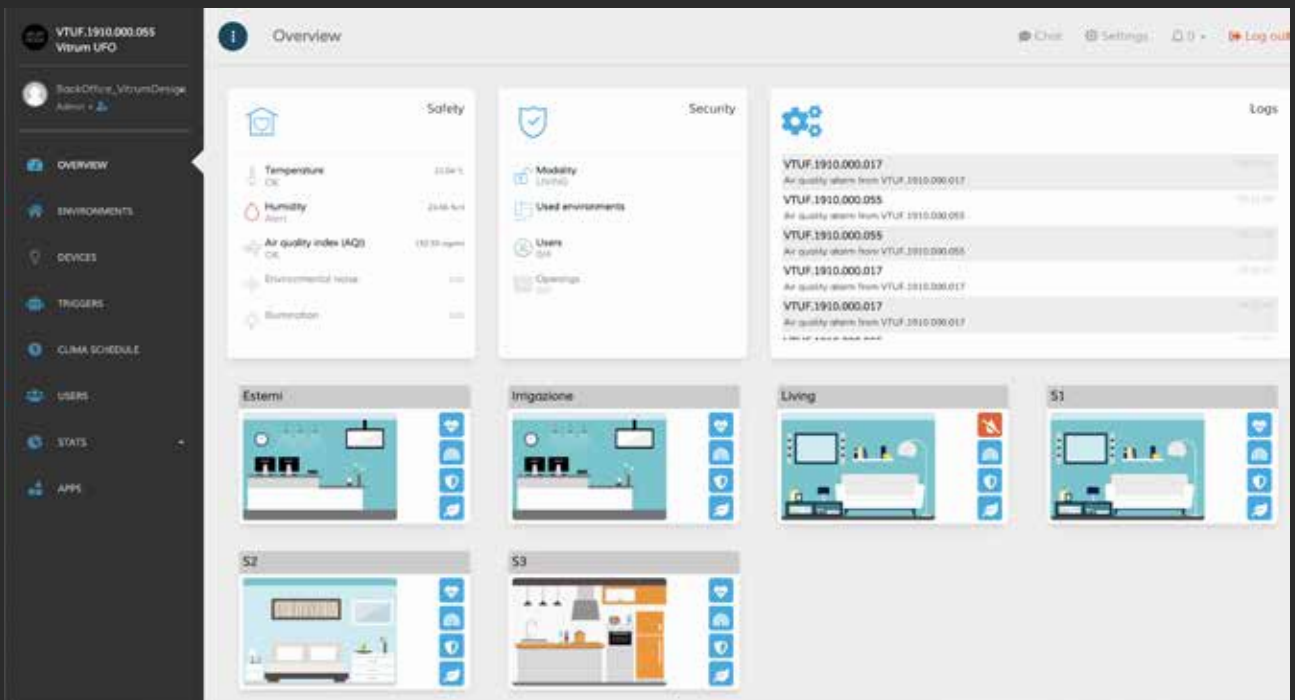 VTUF.1910.000.055
Vitrum UFO
BackOffice_VitrumDesign
Admin
OVERVIEW
ENVIRONMENTS
DEVICES
TRIGGERS
CLIMA SCHEDULE
USERS
STATS
APPS
Overview
Chat
Settings
0
Log out
Safety
Temperature
OK
Humidity
Alert
Air quality index (AQI)
OK
Environmental noise
Illumination
Security
Modality
LIVING
Used environments
Users
Openings
Logs
VTUF.1910.000.017
Air quality alarm from VTUF.1910.000.017
VTUF.1910.000.055
Air quality alarm from VTUF.1910.000.055
VTUF.1910.000.055
Air quality alarm from VTUF.1910.000.055
VTUF.1910.000.017
Air quality alarm from VTUF.1910.000.017
VTUF.1910.000.017
Air quality alarm from VTUF.1910.000.017
Esterni
Irrigazione
Living
S1
S2
S3